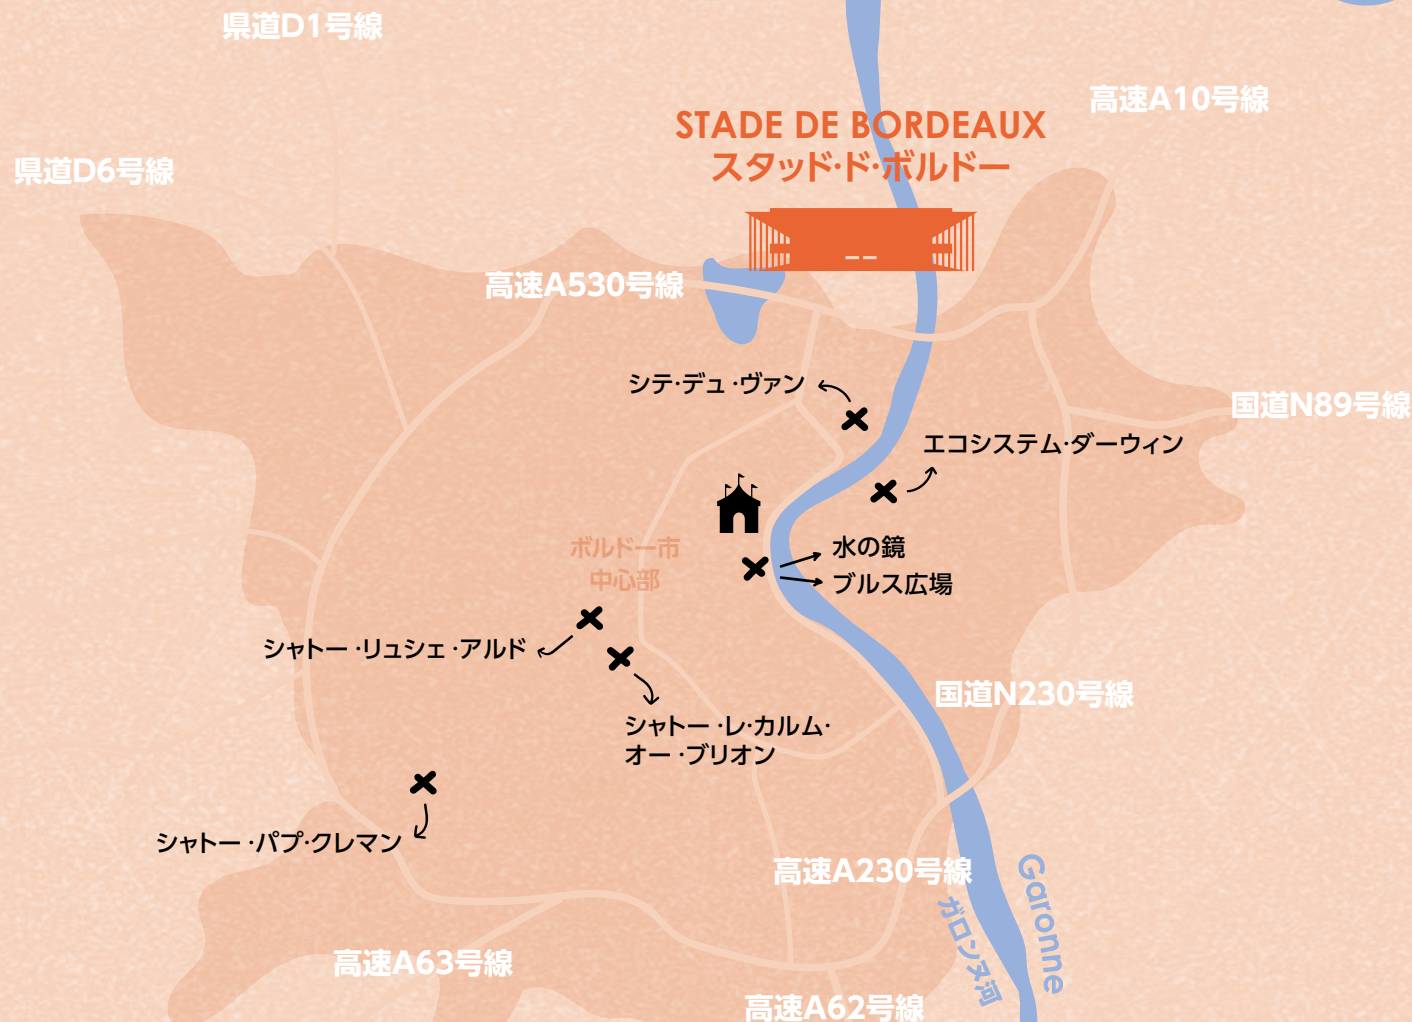 県道D1号線
高速A10号線
STADE DE BORDEAUX
スタッド・ド・ボルドー
県道D6号線
高速A530号線
シテ・デュ・ヴァン
国道N89号線
エコシステム・ダーウィン
ボルドー市
中心部
水の鏡
ブルス広場
シャトー・リュシェ・アルド
国道N230号線
シャトー・レ・カルム・
オー・ブリオン
シャトー・パプ・クレマン
高速A230号線
Garonne
ガロンヌ河
高速A63号線
高速A62号線